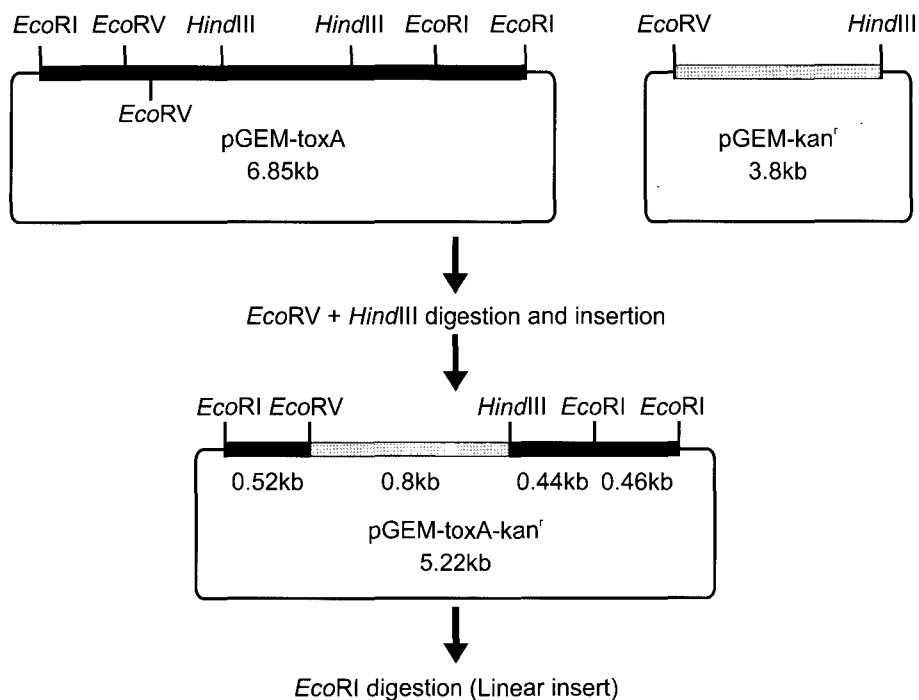 EcoRI EcoRV HindIII HindIII EcoRI EcoRI
EcoRV
pGEM-toxA
6.85kb
EcoRV HindIII
pGEM-kanʳ
3.8kb
EcoRV + HindIII digestion and insertion
EcoRI EcoRV HindIII EcoRI EcoRI
0.52kb 0.8kb 0.44kb 0.46kb
pGEM-toxA-kanʳ
5.22kb
EcoRI digestion (Linear insert)